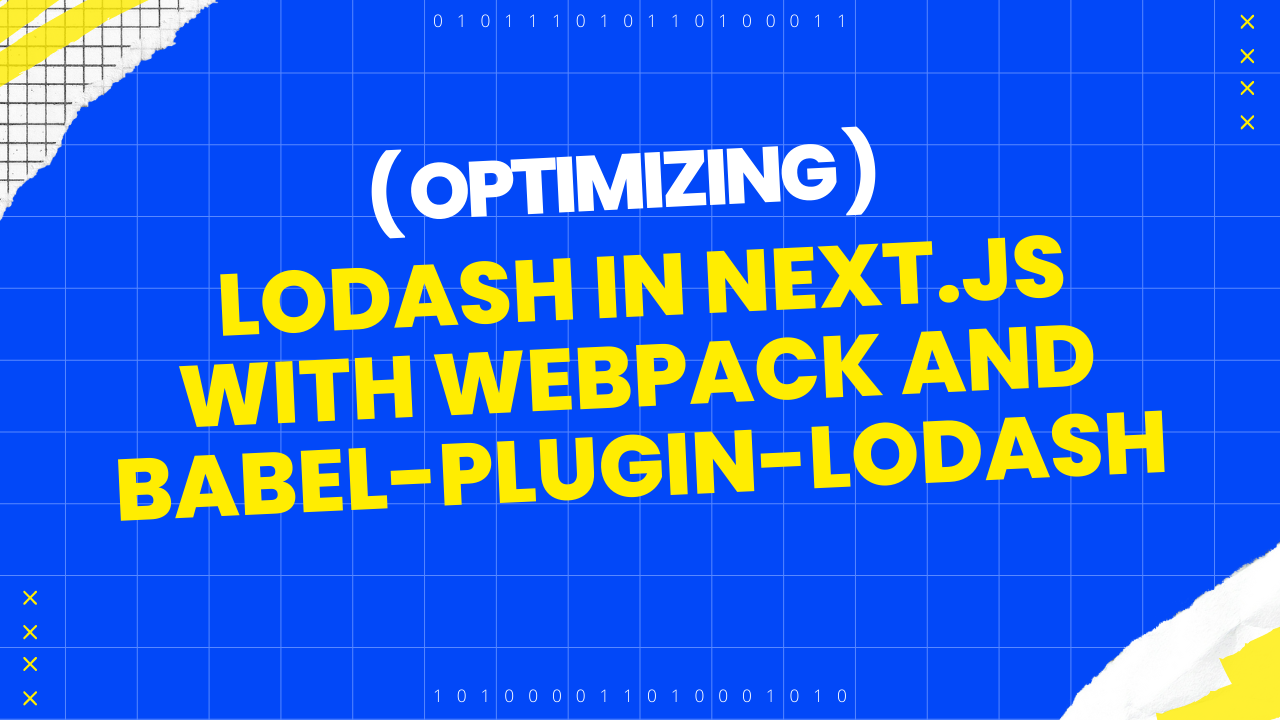 0 1 0 1 1 1 0 1 0 1 1 0 1 0 0 0 1 1
( OPTIMIZING )
LODASH IN NEXT.JS
WITH WEBPACK AND
BABEL-PLUGIN-LODASH
1 0 1 0 0 0 0 1 1 0 1 0 0 0 1 0 1 0